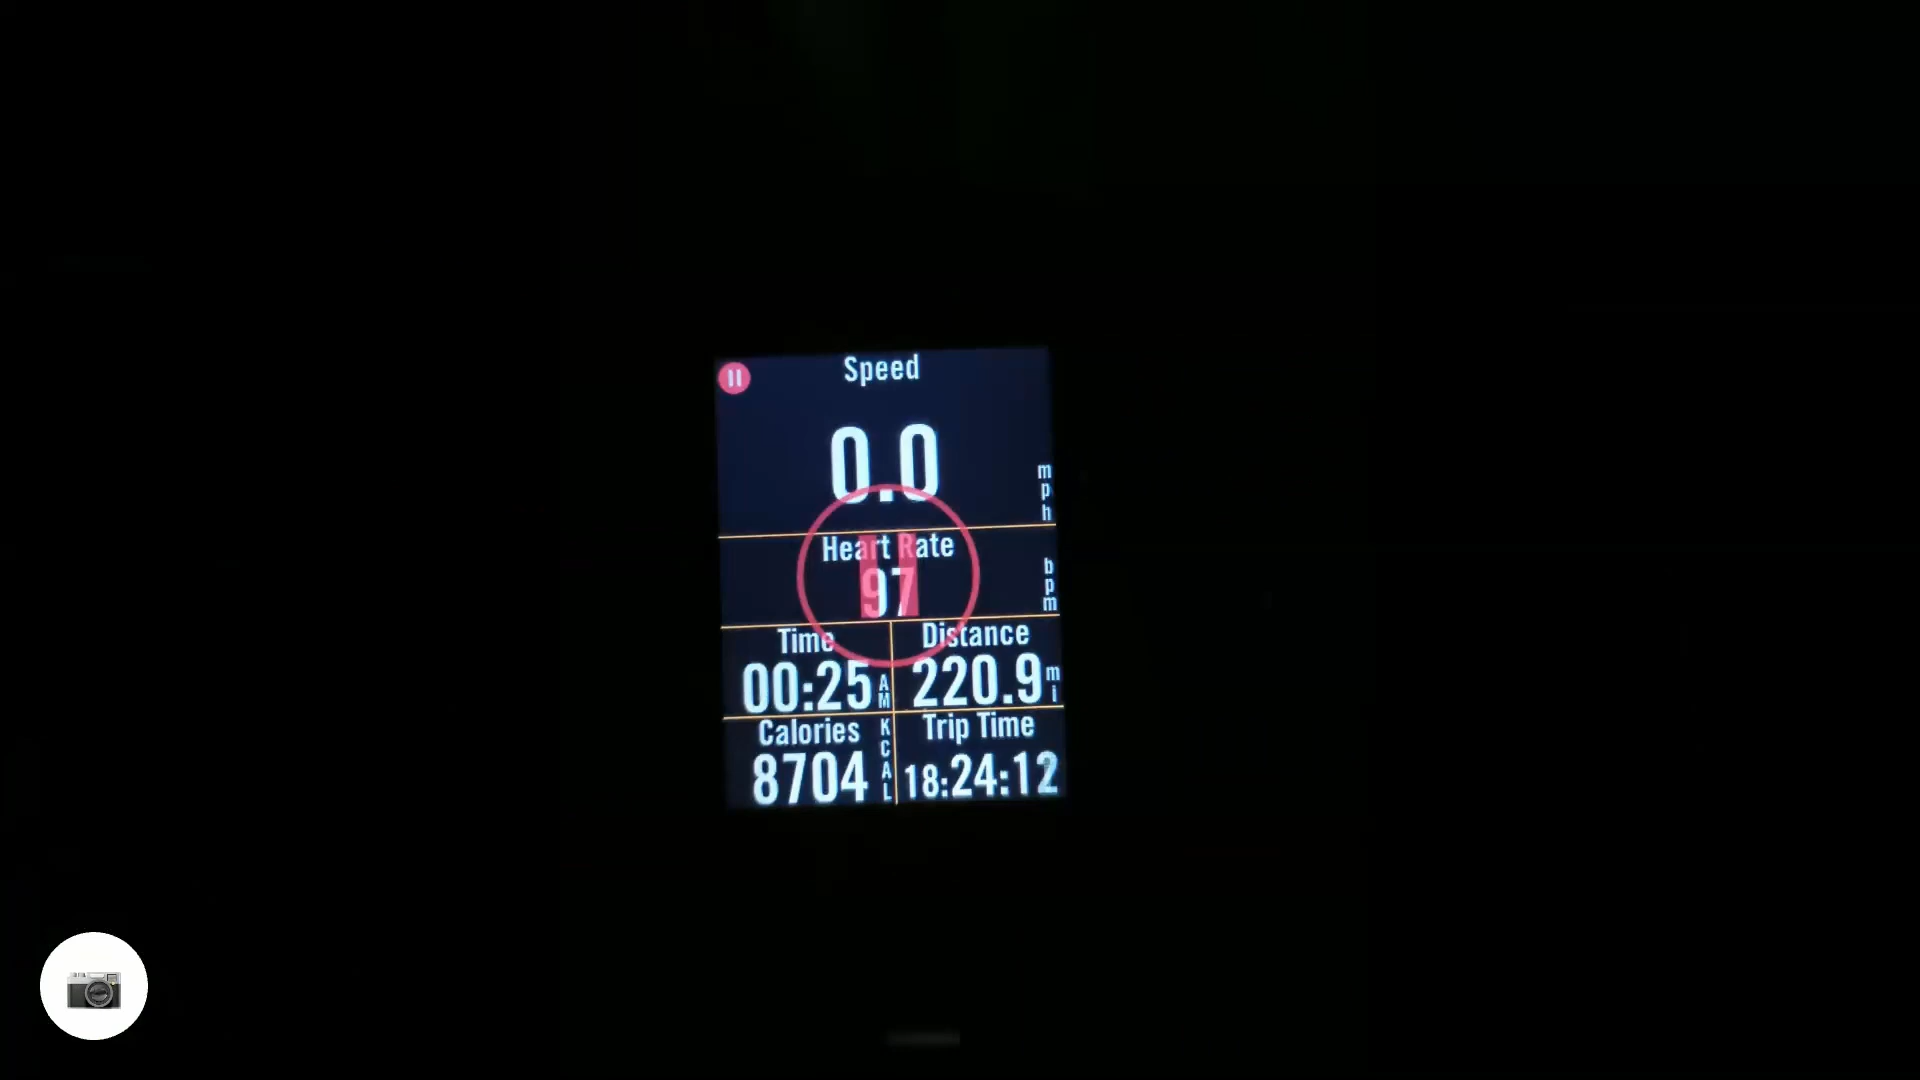 Speed
0.0 mph
Heart Rate
97 bpm
Time
00:25 AM
Distance
220.9 mi
Calories
8704 KCAL
Trip Time
18:24:12